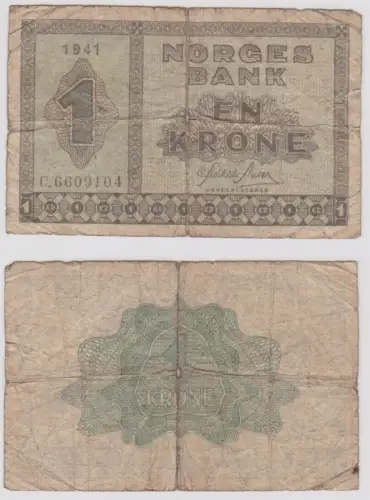 1941
NORGES
BANK
1
EN
KRONE
C.6609104
1 1
KRONE